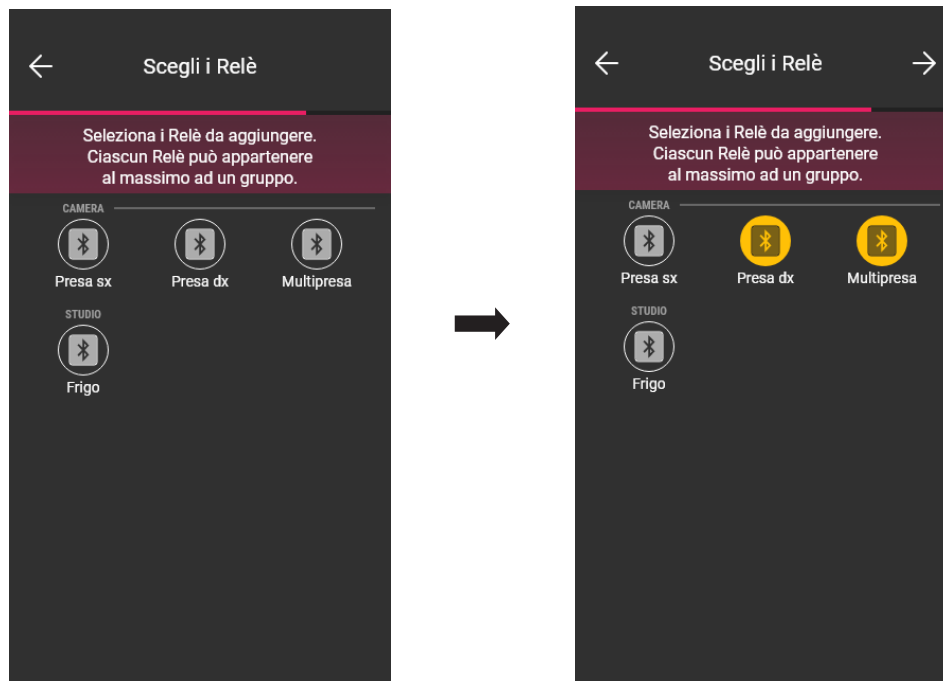 Scegli i Relè
Seleziona i Relè da aggiungere.
Ciascun Relè può appartenere
al massimo ad un gruppo.
CAMERA
Presa sx Presa dx Multipresa
STUDIO
Frigo
Scegli i Relè
Seleziona i Relè da aggiungere.
Ciascun Relè può appartenere
al massimo ad un gruppo.
CAMERA
Presa sx Presa dx Multipresa
STUDIO
Frigo